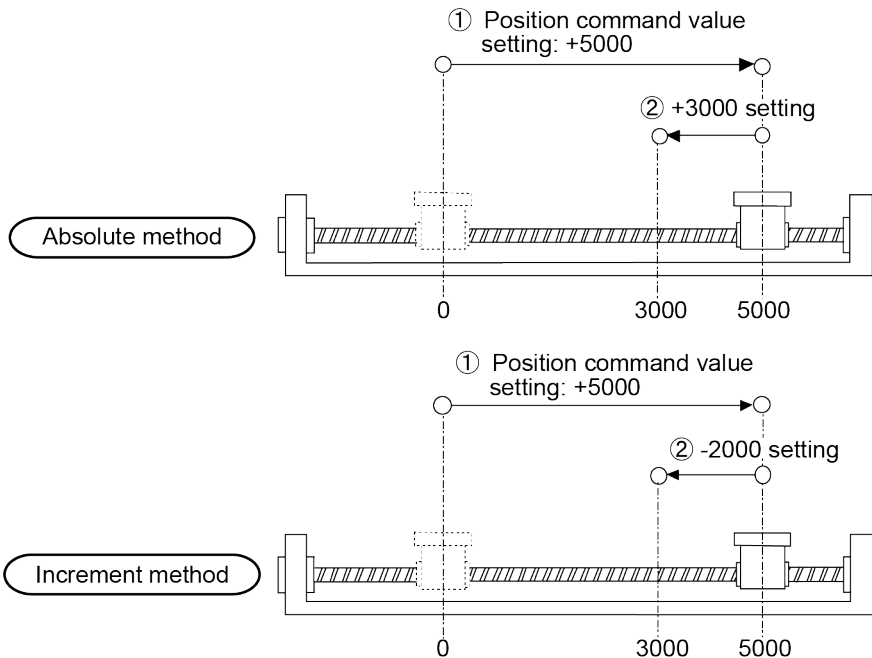 ① Position command value
setting: +5000
② +3000 setting
Absolute method
0 3000 5000
① Position command value
setting: +5000
② -2000 setting
Increment method
0 3000 5000